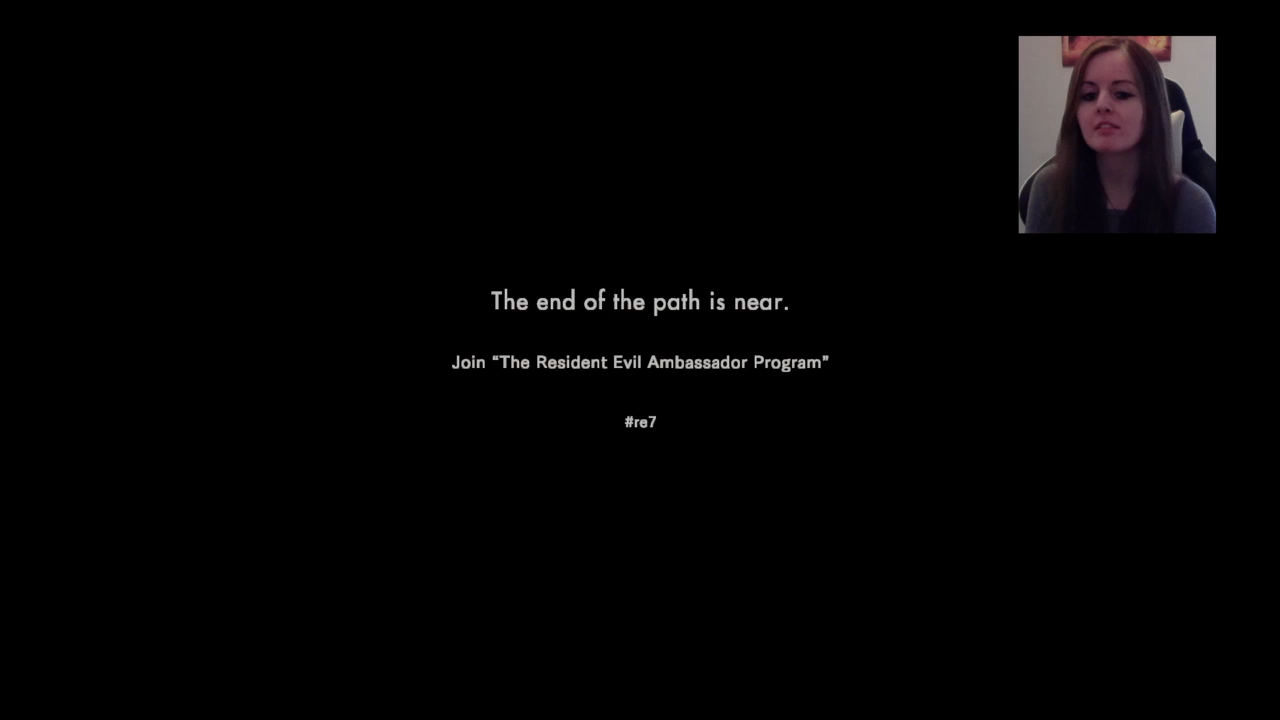 The end of the path is near.
Join “The Resident Evil Ambassador Program”
#re7